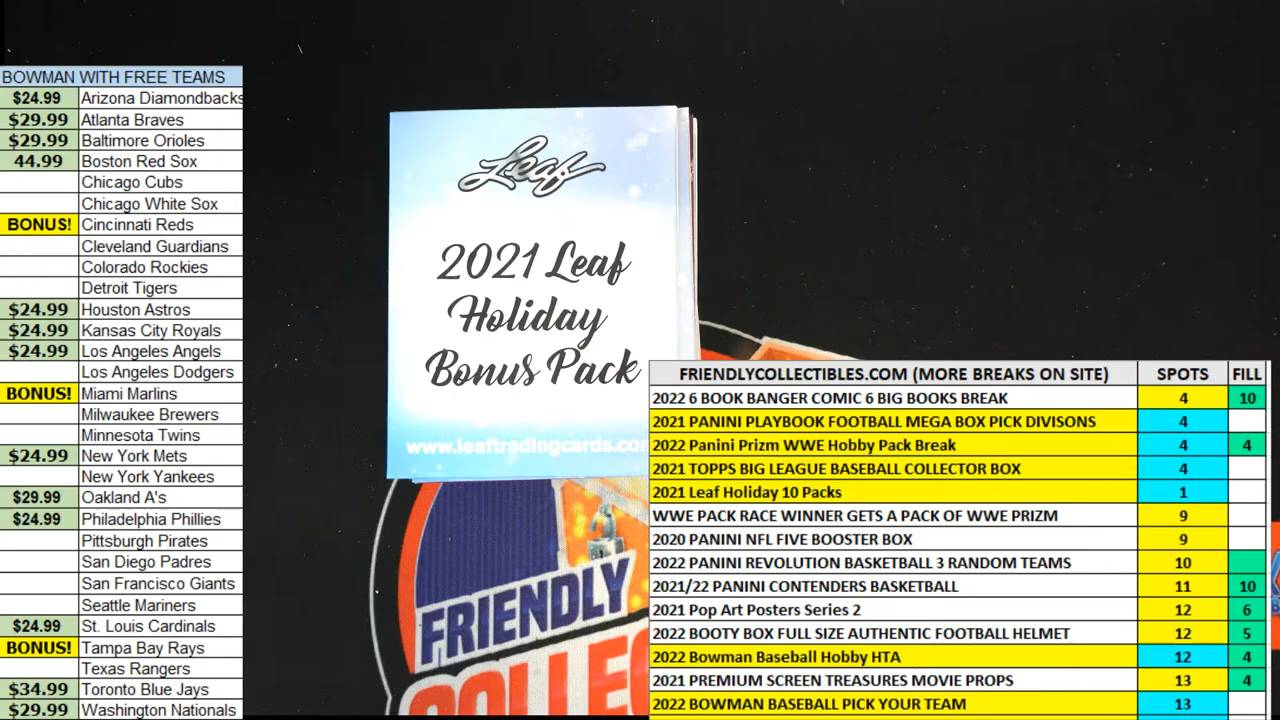 BOWMAN WITH FREE TEAMS
$24.99 Arizona Diamondbacks
$29.99 Atlanta Braves
$29.99 Baltimore Orioles
44.99 Boston Red Sox
Chicago Cubs
Chicago White Sox
BONUS! Cincinnati Reds
Cleveland Guardians
Colorado Rockies
Detroit Tigers
$24.99 Houston Astros
$24.99 Kansas City Royals
$24.99 Los Angeles Angels
Los Angeles Dodgers
BONUS! Miami Marlins
Milwaukee Brewers
Minnesota Twins
$24.99 New York Mets
New York Yankees
$29.99 Oakland A's
$24.99 Philadelphia Phillies
Pittsburgh Pirates
San Diego Padres
San Francisco Giants
Seattle Mariners
$24.99 St. Louis Cardinals
BONUS! Tampa Bay Rays
Texas Rangers
$34.99 Toronto Blue Jays
$29.99 Washington Nationals
Leaf
2021 Leaf
Holiday
Bonus Pack
www.leaftradingcards.com
FRIENDLY
COLLEC
FRIENDLYCOLLECTIBLES.COM (MORE BREAKS ON SITE) SPOTS FILL
2022 6 BOOK BANGER COMIC 6 BIG BOOKS BREAK 4 10
2021 PANINI PLAYBOOK FOOTBALL MEGA BOX PICK DIVISONS 4
2022 Panini Prizm WWE Hobby Pack Break 4 4
2021 TOPPS BIG LEAGUE BASEBALL COLLECTOR BOX 4
2021 Leaf Holiday 10 Packs 1
WWE PACK RACE WINNER GETS A PACK OF WWE PRIZM 9
2020 PANINI NFL FIVE BOOSTER BOX 9
2022 PANINI REVOLUTION BASKETBALL 3 RANDOM TEAMS 10
2021/22 PANINI CONTENDERS BASKETBALL 11 10
2021 Pop Art Posters Series 2 12 6
2022 BOOTY BOX FULL SIZE AUTHENTIC FOOTBALL HELMET 12 5
2022 Bowman Baseball Hobby HTA 12 4
2021 PREMIUM SCREEN TREASURES MOVIE PROPS 13 4
2022 BOWMAN BASEBALL PICK YOUR TEAM 13